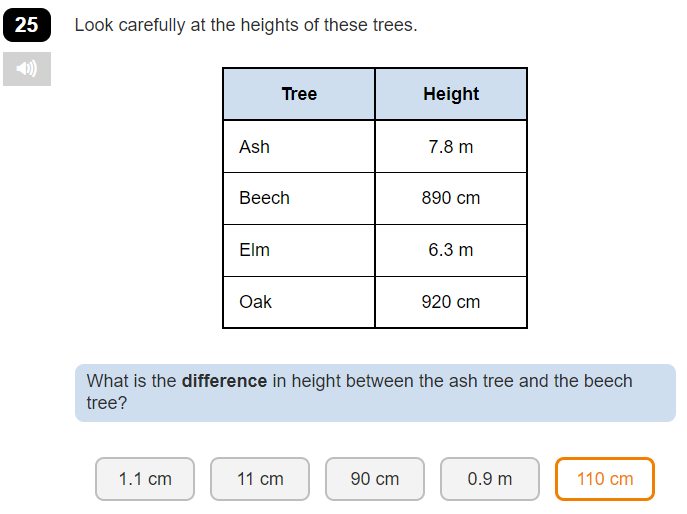 25
Look carefully at the heights of these trees.
Tree Height
Ash 7.8 m
Beech 890 cm
Elm 6.3 m
Oak 920 cm
What is the difference in height between the ash tree and the beech
tree?
1.1 cm 11 cm 90 cm 0.9 m 110 cm